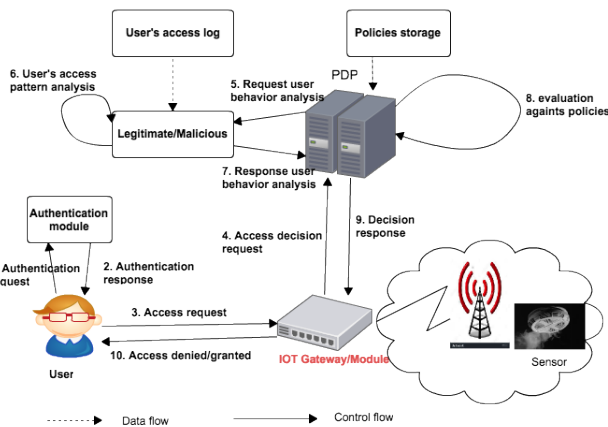 User's access log
Policies storage
6. User's access
pattern analysis
5. Request user
behavior analysis
PDP
8. evaluation
againts policies
Legitimate/Malicious
7. Response user
behavior analysis
Authentication
module
4. Access decision
request
9. Decision
response
Authentication
quest
2. Authentication
response
3. Access request
10. Access denied/granted
IOT Gateway/Module
Sensor
User
Data flow
Control flow